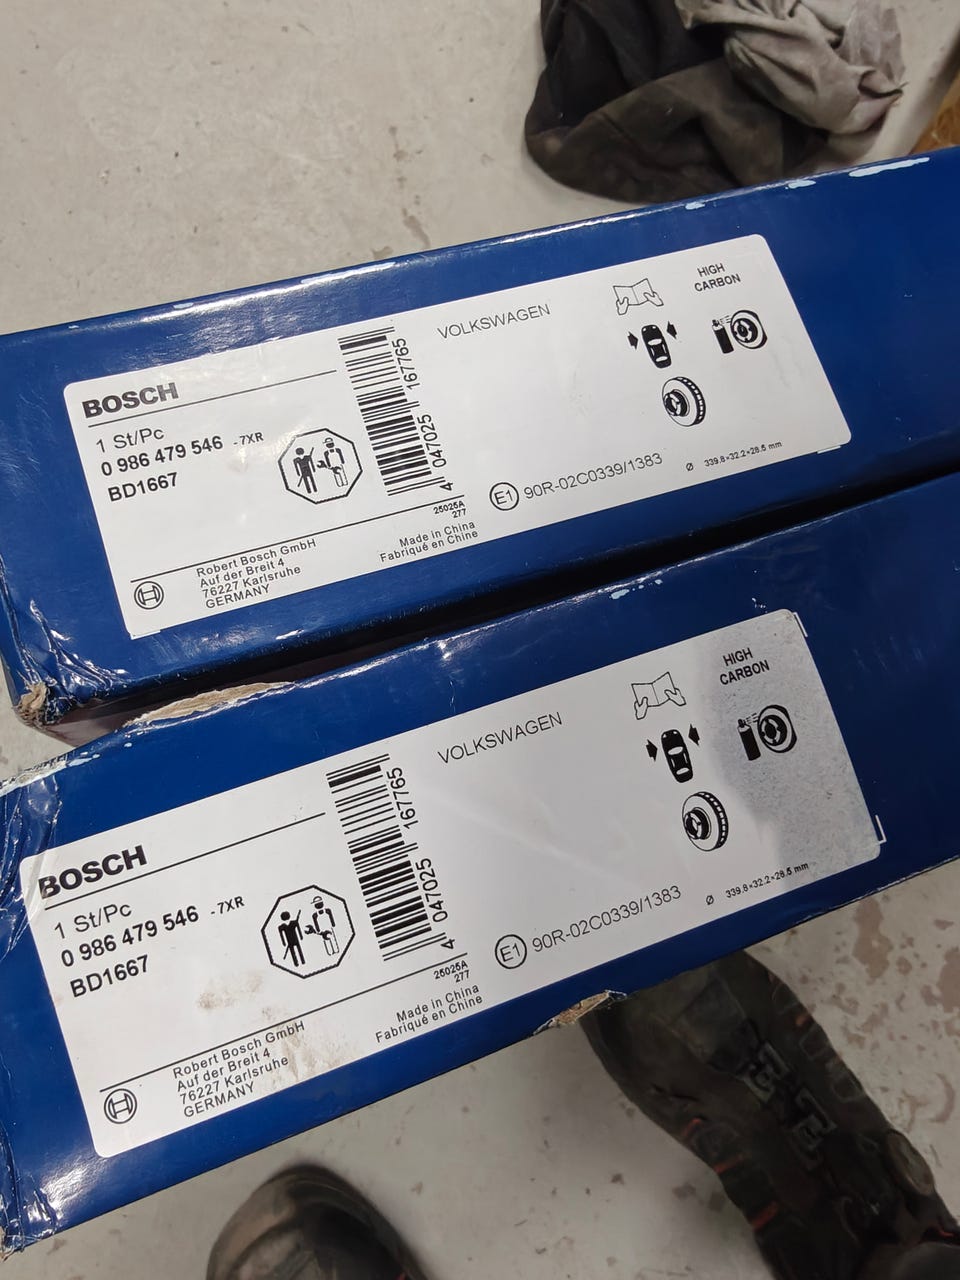 BOSCH
1 St/Pc
0 986 479 546 - 7XR
BD1667
Robert Bosch GmbH
Auf der Breit 4
76227 Karlsruhe
GERMANY
4 047025 167765
25025A
277
Made in China
Fabriqué en Chine
VOLKSWAGEN
E1 90R-02C0339/1383
HIGH
CARBON
Ø 339.8×32.2×28.5 mm
BOSCH
1 St/Pc
0 986 479 546 - 7XR
BD1667
Robert Bosch GmbH
Auf der Breit 4
76227 Karlsruhe
GERMANY
4 047025 167765
25025A
277
Made in China
Fabriqué en Chine
VOLKSWAGEN
E1 90R-02C0339/1383
HIGH
CARBON
Ø 339.8×32.2×28.5 mm